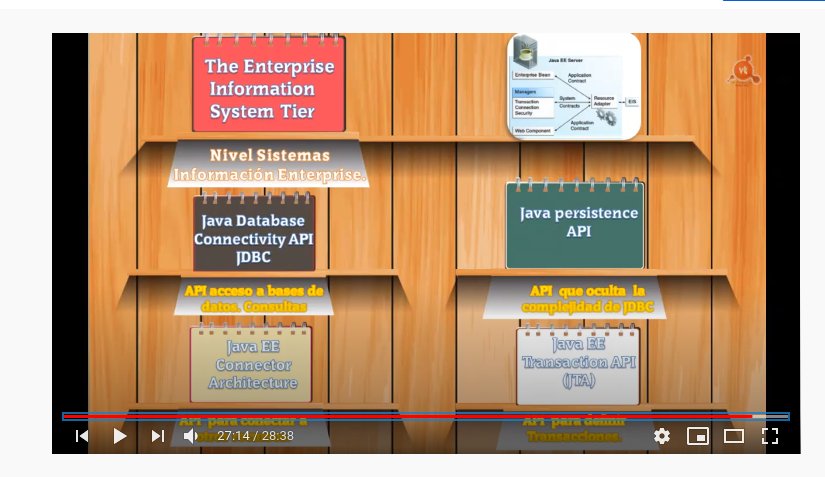 The Enterprise
Information
System Tier
Java EE Server
Enterprise Bean
Application
Contract
Managers
Transaction
Connection
Security
System
Contracts
Resource
Adapter
EIS
Web Component
Application
Contract
vk
Nivel Sistemas
Información Enterprise.
Java Database
Connectivity API
JDBC
Java persistence
API
API acceso a bases de
datos. Consultas
API que oculta la
complejidad de JDBC
Java EE
Connector
Architecture
Java EE
Transaction API
(JTA)
API para conectar a
API para definir
Transacciones.
27:14 / 28:38